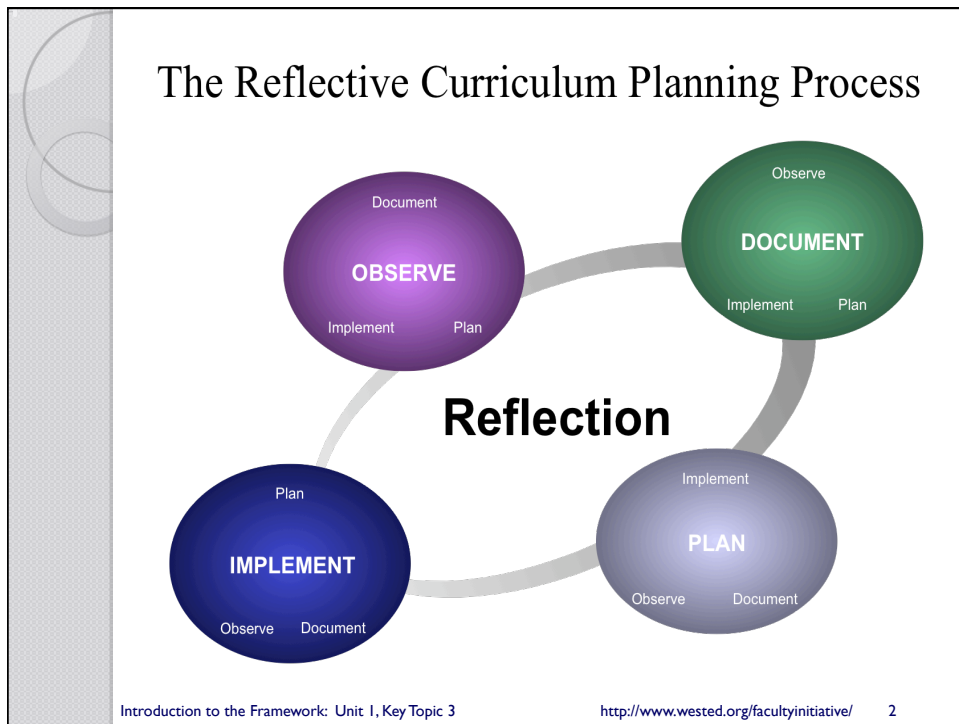 The Reflective Curriculum Planning Process
Document
OBSERVE
Implement Plan
Observe
DOCUMENT
Implement Plan
Reflection
Plan
IMPLEMENT
Observe Document
Implement
PLAN
Observe Document
Introduction to the Framework: Unit 1, Key Topic 3 http://www.wested.org/facultyinitiative/ 2